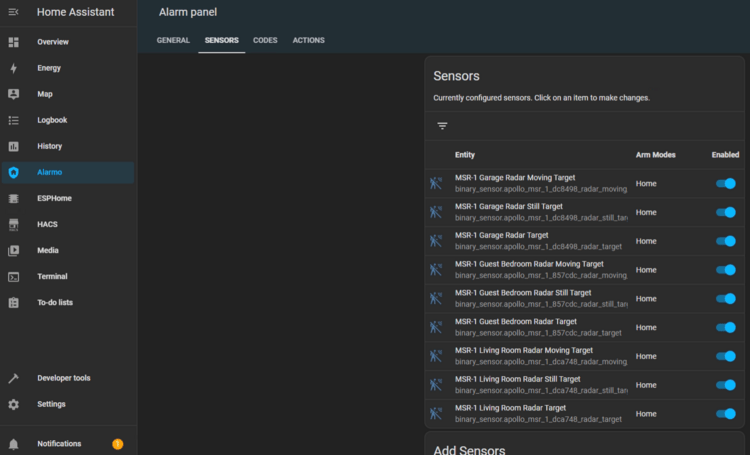 Home Assistant
Alarm panel
Overview
Energy
Map
Logbook
History
Alarmo
ESPHome
HACS
Media
Terminal
To-do lists
Developer tools
Settings
Notifications
1
GENERAL SENSORS CODES ACTIONS
Sensors
Currently configured sensors. Click on an item to make changes.
Entity Arm Modes Enabled
MSR-1 Garage Radar Moving Target
binary_sensor.apollo_msr_1_dc8498_radar_moving_ Home
MSR-1 Garage Radar Still Target
binary_sensor.apollo_msr_1_dc8498_radar_still_tar Home
MSR-1 Garage Radar Target
binary_sensor.apollo_msr_1_dc8498_radar_target Home
MSR-1 Guest Bedroom Radar Moving Target
binary_sensor.apollo_msr_1_857cdc_radar_moving_ Home
MSR-1 Guest Bedroom Radar Still Target
binary_sensor.apollo_msr_1_857cdc_radar_still_tar Home
MSR-1 Guest Bedroom Radar Target
binary_sensor.apollo_msr_1_857cdc_radar_target Home
MSR-1 Living Room Radar Moving Target
binary_sensor.apollo_msr_1_dca748_radar_moving_ Home
MSR-1 Living Room Radar Still Target
binary_sensor.apollo_msr_1_dca748_radar_still_tar Home
MSR-1 Living Room Radar Target
binary_sensor.apollo_msr_1_dca748_radar_target Home
Add Sensors